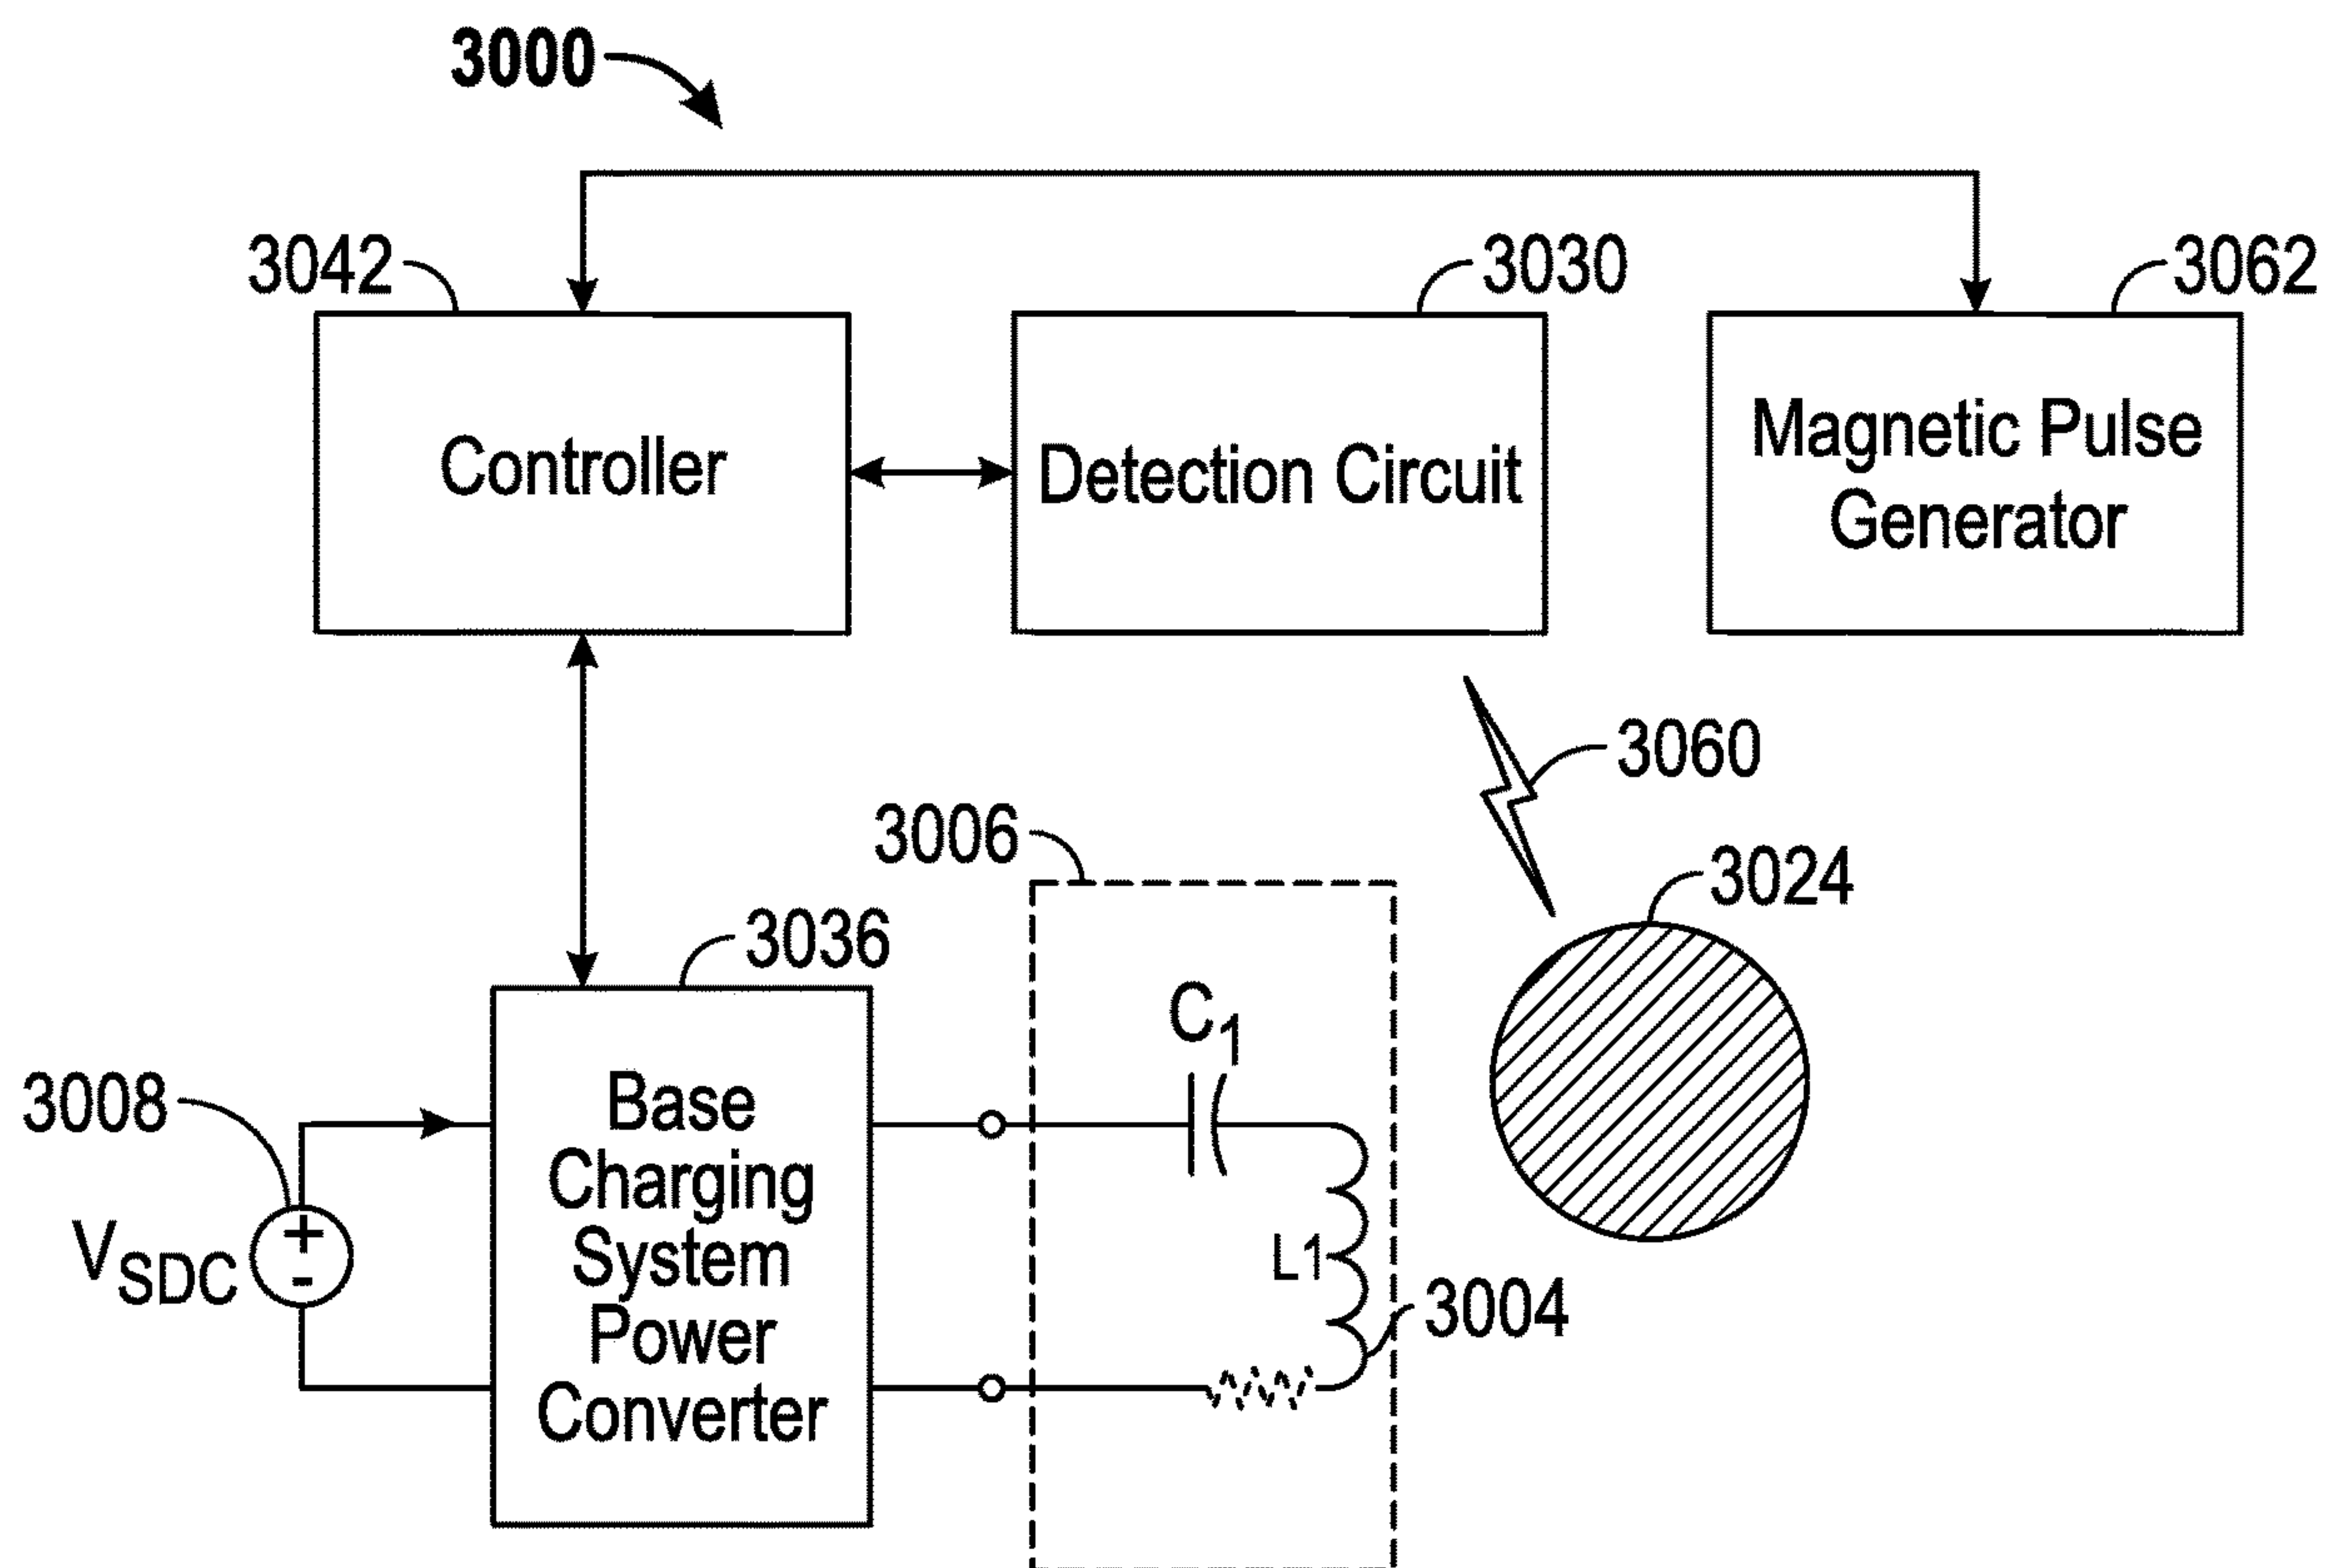 3000
3042
3030
3062
Controller
Detection Circuit
Magnetic Pulse
Generator
3060
3006
3024
3036
C1
3008
Base
Charging
System
Power
Converter
+
-
VSDC
L1
3004